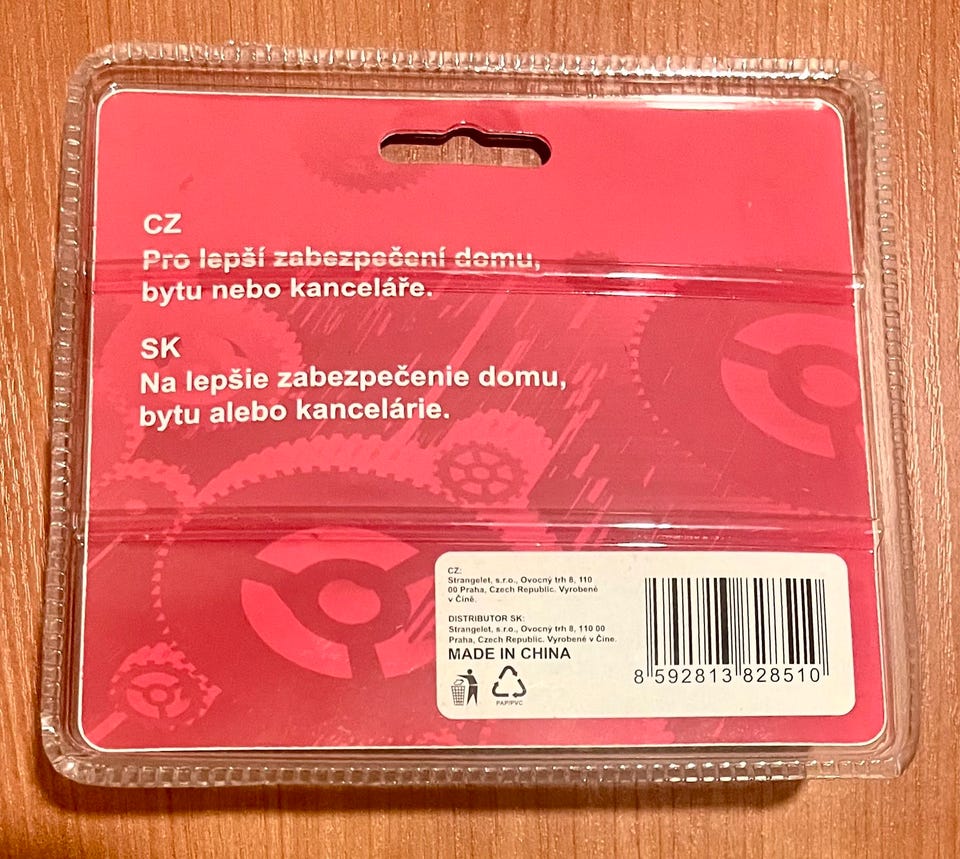 CZ
Pro lepší zabezpečení domu,
bytu nebo kanceláře.
SK
Na lepšie zabezpečenie domu,
bytu alebo kancelárie.
CZ:
Strangelet, s.r.o., Ovocný trh 8, 110
00 Praha, Czech Republic. Vyrobené
v Číně.
DISTRIBUTOR SK:
Strangelet, s.r.o., Ovocný trh 8, 110 00
Praha, Czech Republic. Vyrobené v Číne.
MADE IN CHINA
PAP/PVC
8 592813 828510